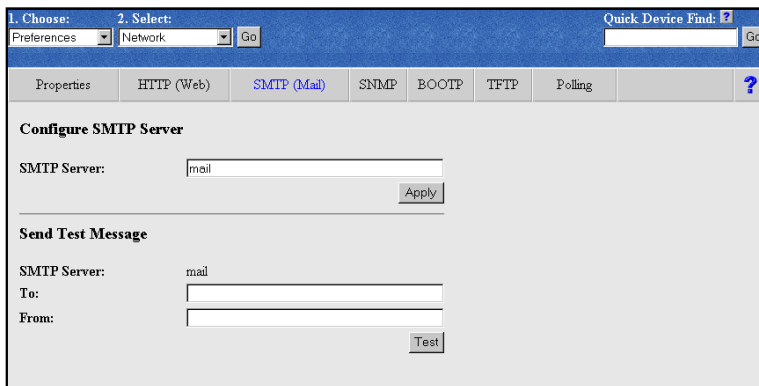 1. Choose: 2. Select: Quick Device Find: ?
Preferences Network Go Go
Properties HTTP (Web) SMTP (Mail) SNMP BOOTP TFTP Polling ?
Configure SMTP Server
SMTP Server: mail
Apply
Send Test Message
SMTP Server: mail
To:
From:
Test